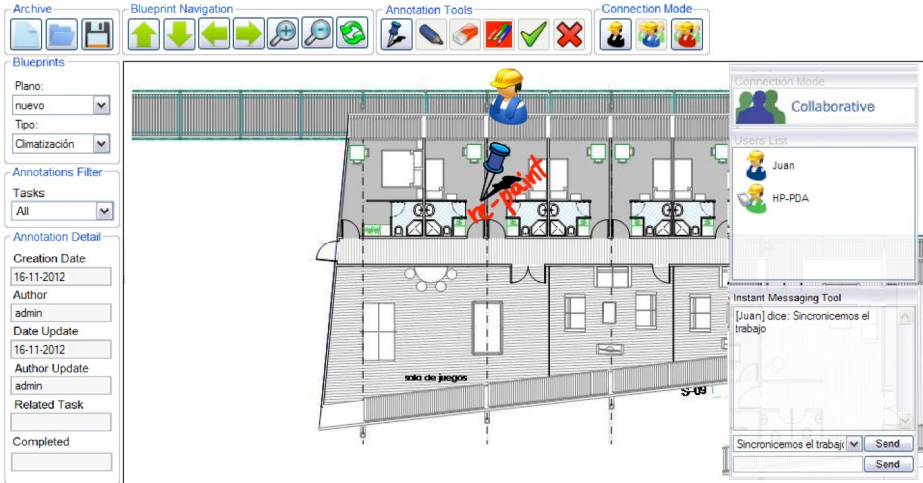 Archive
Blueprint Navigation
Annotation Tools
Connection Mode
Blueprints
Plano:
nuevo
Tipo:
Climatización
Annotations Filter
Tasks
All
Annotation Detail
Creation Date
16-11-2012
Author
admin
Date Update
16-11-2012
Author Update
admin
Related Task
Completed
re-paint
sala de juegos
S-09
Connection Mode
Collaborative
Users List
Juan
HP-PDA
Instant Messaging Tool
[Juan] dice: Sincronicemos el
trabajo
Sincronicemos el trabajo
Send
Send